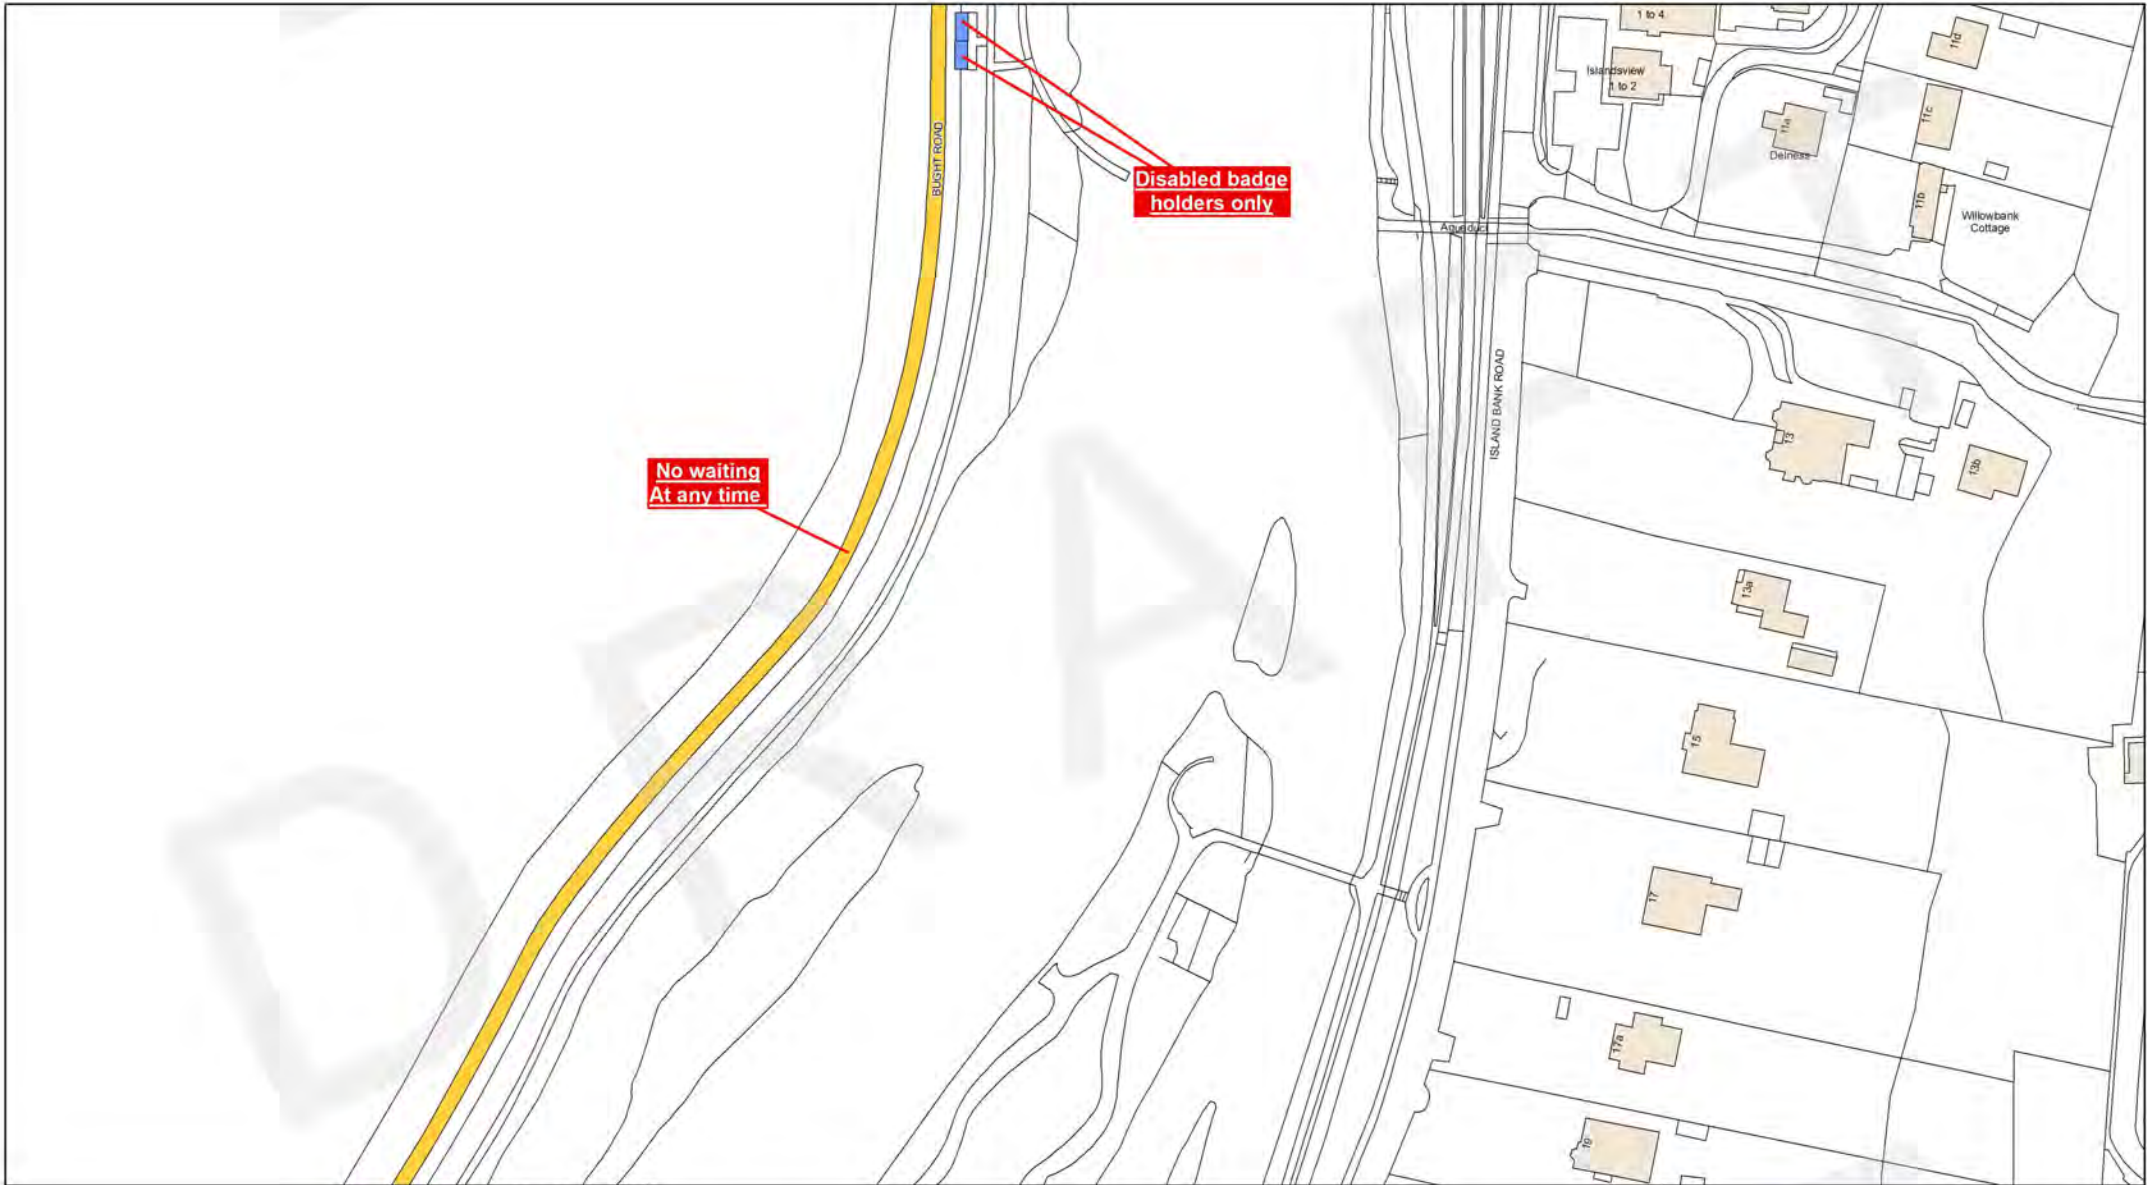 1 to 4
Islandsview
1 to 2
11d
11c
11a
Delness
11b
Willowbank
Cottage
BUGHT ROAD
Disabled badge
holders only
Aqueduct
ISLAND BANK ROAD
No waiting
At any time
13
13b
13a
15
17
17a
19
DRAFT